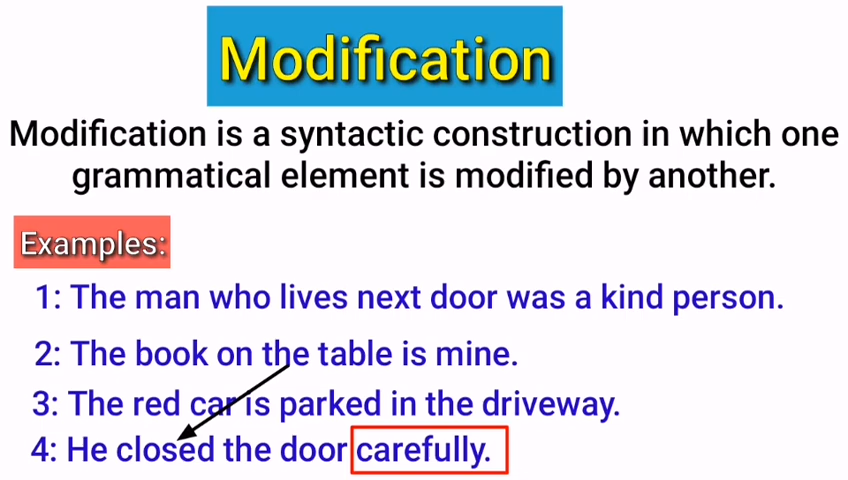 Modification
Modification is a syntactic construction in which one
grammatical element is modified by another.
Examples:
1: The man who lives next door was a kind person.
2: The book on the table is mine.
3: The red car is parked in the driveway.
4: He closed the door carefully.